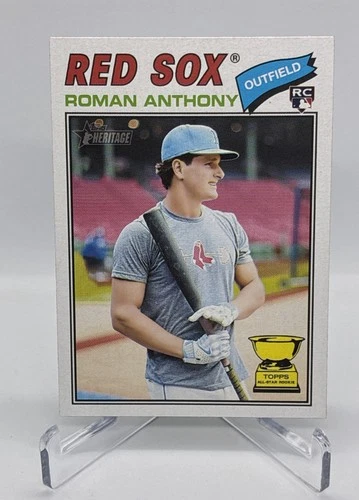 RED SOX®
OUTFIELD
ROMAN ANTHONY
RC
HERITAGE
TOPPS
ALL-STAR ROOKIE